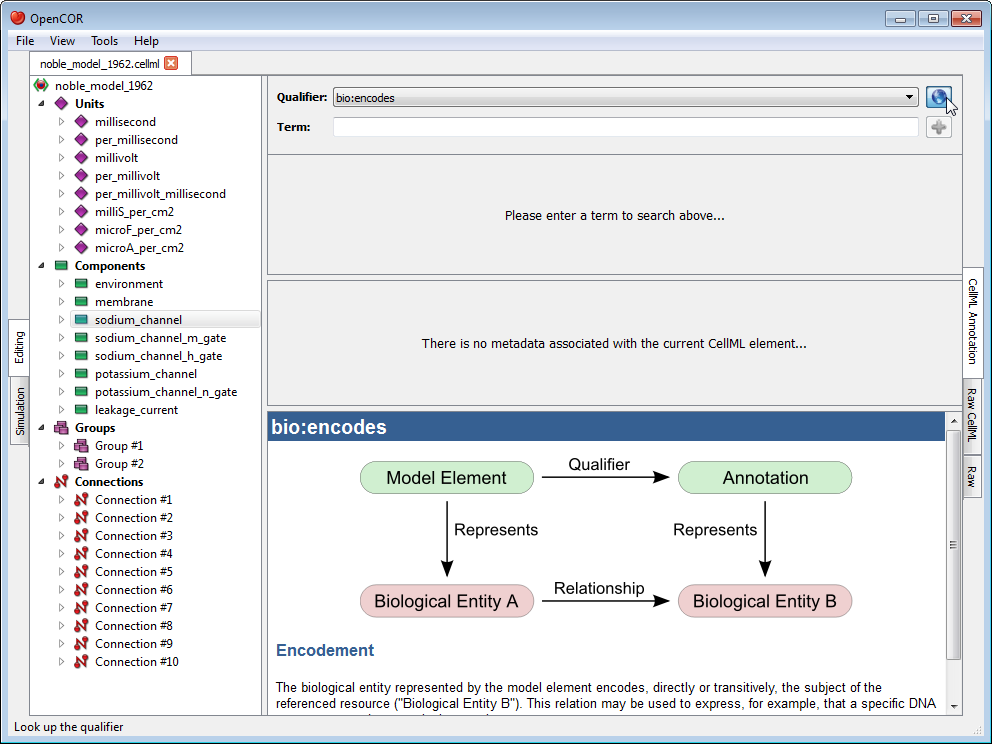 OpenCOR
File View Tools Help
noble_model_1962.cellml
noble_model_1962
Units
millisecond
per_millisecond
millivolt
per_millivolt
per_millivolt_millisecond
milliS_per_cm2
microF_per_cm2
microA_per_cm2
Components
environment
membrane
sodium_channel
sodium_channel_m_gate
sodium_channel_h_gate
potassium_channel
potassium_channel_n_gate
leakage_current
Groups
Group #1
Group #2
Connections
Connection #1
Connection #2
Connection #3
Connection #4
Connection #5
Connection #6
Connection #7
Connection #8
Connection #9
Connection #10
Editing
Simulation
Qualifier: bio:encodes
Term:
Please enter a term to search above...
There is no metadata associated with the current CellML element...
bio:encodes
Model Element
Qualifier
Annotation
Represents
Represents
Biological Entity A
Relationship
Biological Entity B
Encodement
The biological entity represented by the model element encodes, directly or transitively, the subject of the
referenced resource ("Biological Entity B"). This relation may be used to express, for example, that a specific DNA
CellML Annotation
Raw CellML
Raw
Look up the qualifier